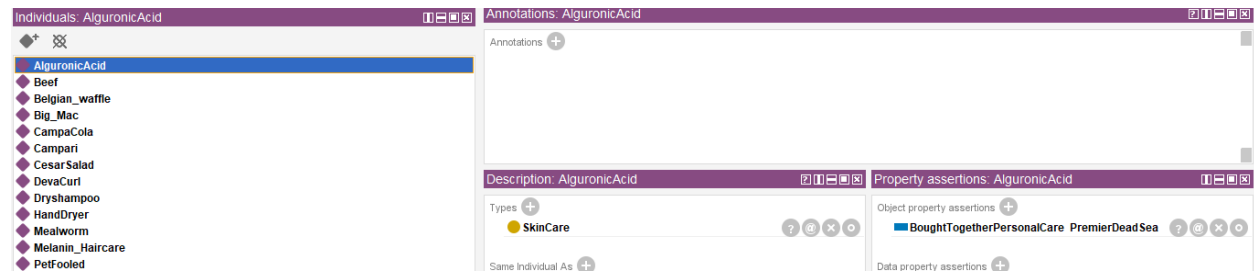 Individuals: AlguronicAcid
AlguronicAcid
Beef
Belgian_waffle
Big_Mac
CampaCola
Campari
CesarSalad
DevaCurl
Dryshampoo
HandDryer
Mealworm
Melanin_Haircare
PetFooled
Annotations: AlguronicAcid
Annotations
Description: AlguronicAcid
Types
SkinCare
Same Individual As
Property assertions: AlguronicAcid
Object property assertions
BoughtTogetherPersonalCare PremierDeadSea
Data property assertions